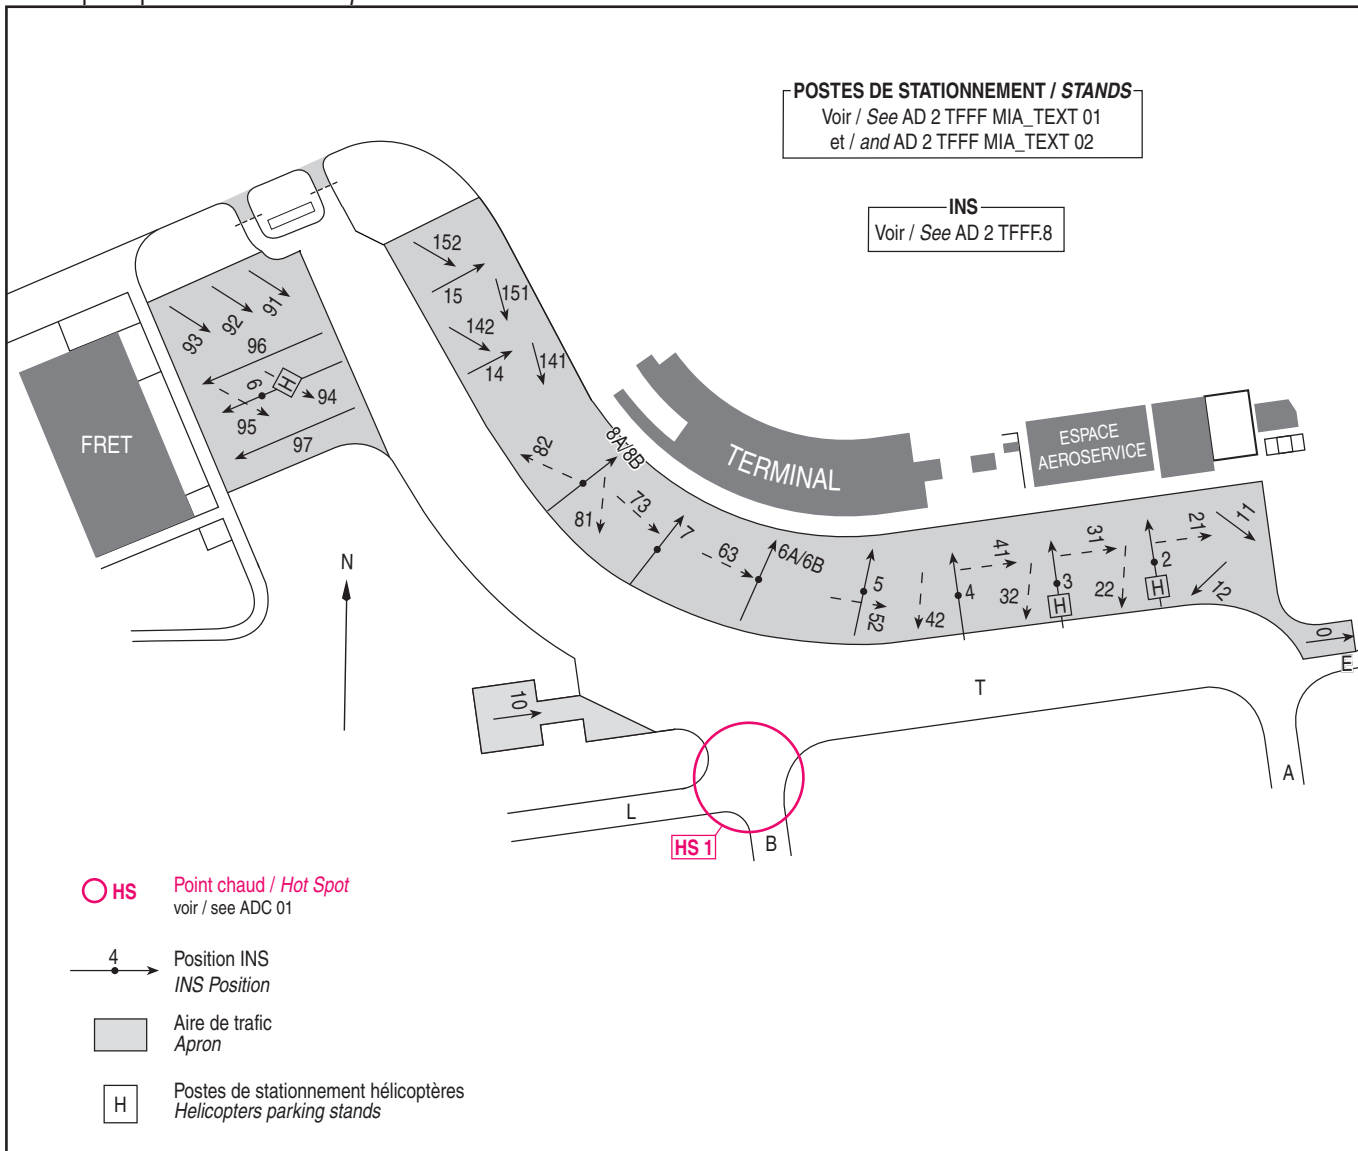 POSTES DE STATIONNEMENT / STANDS
Voir / See AD 2 TFFF MIA_TEXT 01
et / and AD 2 TFFF MIA_TEXT 02
INS
Voir / See AD 2 TFFF.8
152
15
151
142
14
141
91
92
93
96
9
H
94
95
97
FRET
82
8A/8B
81
73
7
63
6A/6B
TERMINAL
ESPACE
AEROSERVICE
5
52
42
4
41
32
3
H
31
22
2
H
21
11
12
0
E
N
10
T
A
L
B
HS 1
HS
Point chaud / Hot Spot
voir / see ADC 01
4
Position INS
INS Position
Aire de trafic
Apron
H
Postes de stationnement hélicoptères
Helicopters parking stands